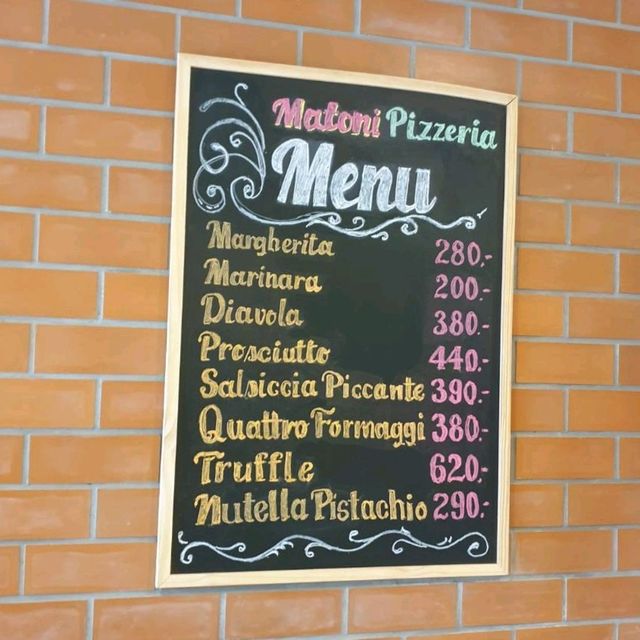 Matoni Pizzeria
Menu
Margherita 280.-
Marinara 200.-
Diavola 380.-
Prosciutto 440.-
Salsiccia Piccante 390.-
Quattro Formaggi 380.-
Truffle 620.-
Nutella Pistachio 290.-